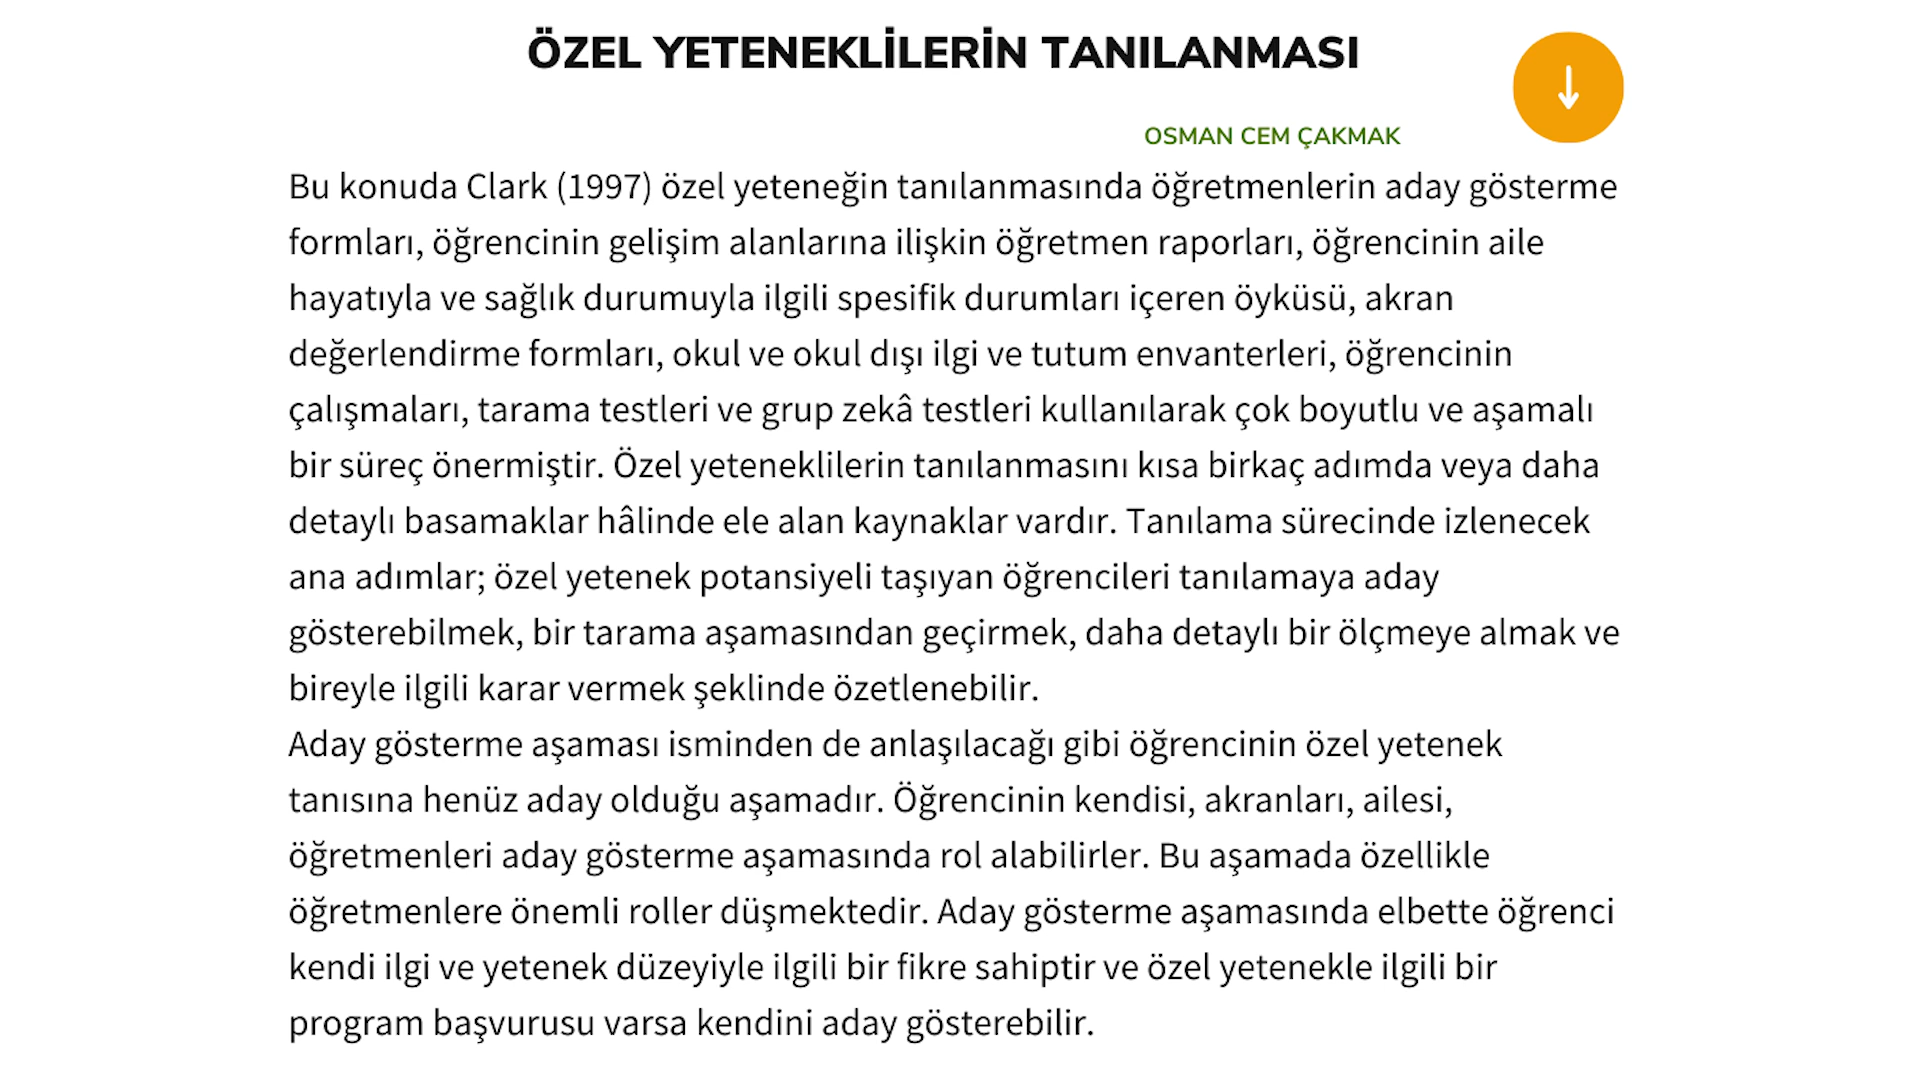 ÖZEL YETENEKLİLERİN TANILANMASI
OSMAN CEM ÇAKMAK
Bu konuda Clark (1997) özel yeteneğin tanılanmasında öğretmenlerin aday gösterme
formları, öğrencinin gelişim alanlarına ilişkin öğretmen raporları, öğrencinin aile
hayatıyla ve sağlık durumuyla ilgili spesifik durumları içeren öyküsü, akran
değerlendirme formları, okul ve okul dışı ilgi ve tutum envanterleri, öğrencinin
çalışmaları, tarama testleri ve grup zekâ testleri kullanılarak çok boyutlu ve aşamalı
bir süreç önermiştir. Özel yeteneklilerin tanılanmasını kısa birkaç adımda veya daha
detaylı basamaklar hâlinde ele alan kaynaklar vardır. Tanılama sürecinde izlenecek
ana adımlar; özel yetenek potansiyeli taşıyan öğrencileri tanılamaya aday
gösterebilmek, bir tarama aşamasından geçirmek, daha detaylı bir ölçmeye almak ve
bireyle ilgili karar vermek şeklinde özetlenebilir.
Aday gösterme aşaması isminden de anlaşılacağı gibi öğrencinin özel yetenek
tanısına henüz aday olduğu aşamadır. Öğrencinin kendisi, akranları, ailesi,
öğretmenleri aday gösterme aşamasında rol alabilirler. Bu aşamada özellikle
öğretmenlere önemli roller düşmektedir. Aday gösterme aşamasında elbette öğrenci
kendi ilgi ve yetenek düzeyiyle ilgili bir fikre sahiptir ve özel yetenekle ilgili bir
program başvurusu varsa kendini aday gösterebilir.